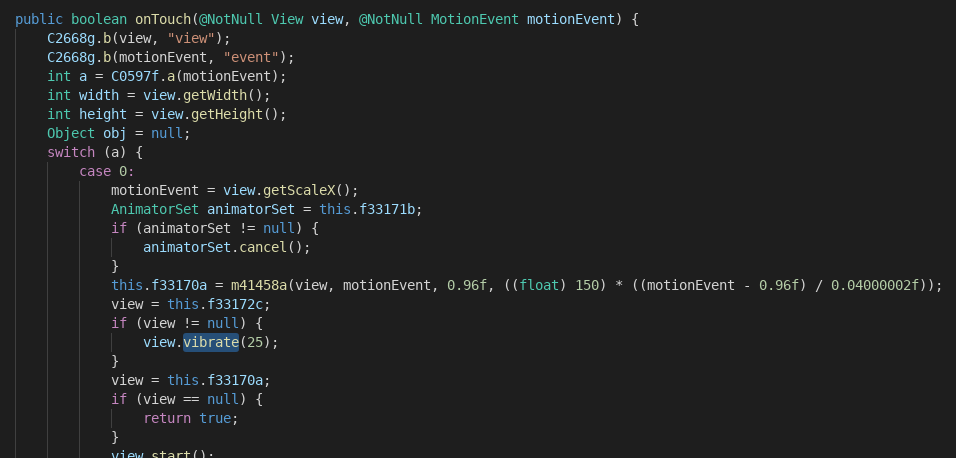 public boolean onTouch(@NotNull View view, @NotNull MotionEvent motionEvent) {
    C2668g.b(view, "view");
    C2668g.b(motionEvent, "event");
    int a = C0597f.a(motionEvent);
    int width = view.getWidth();
    int height = view.getHeight();
    Object obj = null;
    switch (a) {
        case 0:
            motionEvent = view.getScaleX();
            AnimatorSet animatorSet = this.f33171b;
            if (animatorSet != null) {
                animatorSet.cancel();
            }
            this.f33170a = m41458a(view, motionEvent, 0.96f, ((float) 150) * ((motionEvent - 0.96f) / 0.04000002f));
            view = this.f33172c;
            if (view != null) {
                view.vibrate(25);
            }
            view = this.f33170a;
            if (view == null) {
                return true;
            }
            view.start();